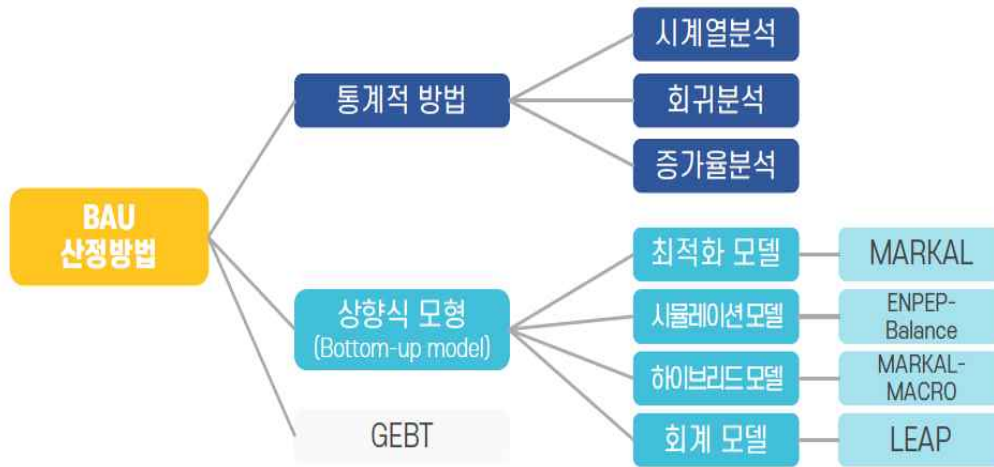 BAU
산정방법
통계적 방법
시계열분석
회귀분석
증가율분석
상향식 모형
(Bottom-up model)
최적화 모델
MARKAL
시뮬레이션 모델
ENPEP-
Balance
하이브리드 모델
MARKAL-
MACRO
회계 모델
LEAP
GEBT